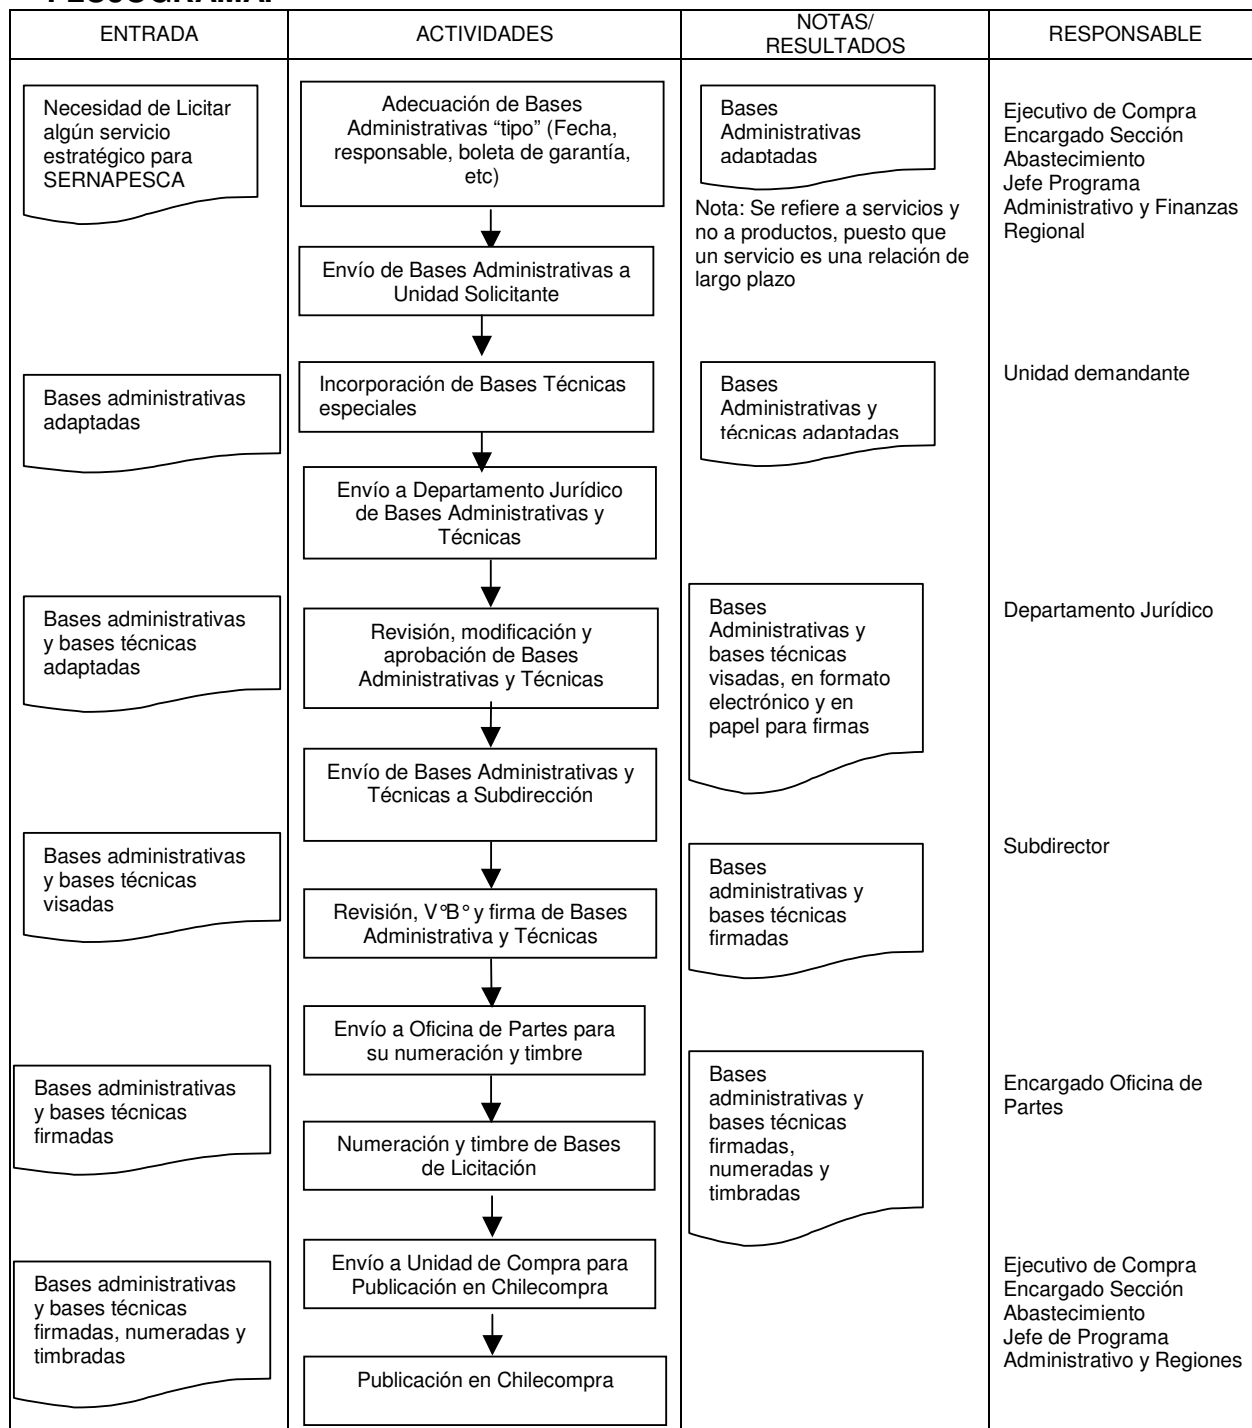 FLUJOGRAMA:
ENTRADA
ACTIVIDADES
NOTAS/
RESULTADOS
RESPONSABLE
Necesidad de Licitar
algún servicio
estratégico para
SERNAPESCA
Adecuación de Bases
Administrativas “tipo” (Fecha,
responsable, boleta de garantía,
etc)
Bases
Administrativas
adaptadas
Nota: Se refiere a servicios y
no a productos, puesto que
un servicio es una relación de
largo plazo
Ejecutivo de Compra
Encargado Sección
Abastecimiento
Jefe Programa
Administrativo y Finanzas
Regional
Envío de Bases Administrativas a
Unidad Solicitante
Bases administrativas
adaptadas
Incorporación de Bases Técnicas
especiales
Bases
Administrativas y
técnicas adaptadas
Unidad demandante
Envío a Departamento Jurídico
de Bases Administrativas y
Técnicas
Bases administrativas
y bases técnicas
adaptadas
Revisión, modificación y
aprobación de Bases
Administrativas y Técnicas
Bases
Administrativas y
bases técnicas
visadas, en formato
electrónico y en
papel para firmas
Departamento Jurídico
Envío de Bases Administrativas y
Técnicas a Subdirección
Bases administrativas
y bases técnicas
visadas
Revisión, V°B° y firma de Bases
Administrativa y Técnicas
Bases
administrativas y
bases técnicas
firmadas
Subdirector
Envío a Oficina de Partes para
su numeración y timbre
Bases administrativas
y bases técnicas
firmadas
Numeración y timbre de Bases
de Licitación
Bases
administrativas y
bases técnicas
firmadas,
numeradas y
timbradas
Encargado Oficina de
Partes
Envío a Unidad de Compra para
Publicación en Chilecompra
Bases administrativas
y bases técnicas
firmadas, numeradas y
timbradas
Publicación en Chilecompra
Ejecutivo de Compra
Encargado Sección
Abastecimiento
Jefe de Programa
Administrativo y Regiones